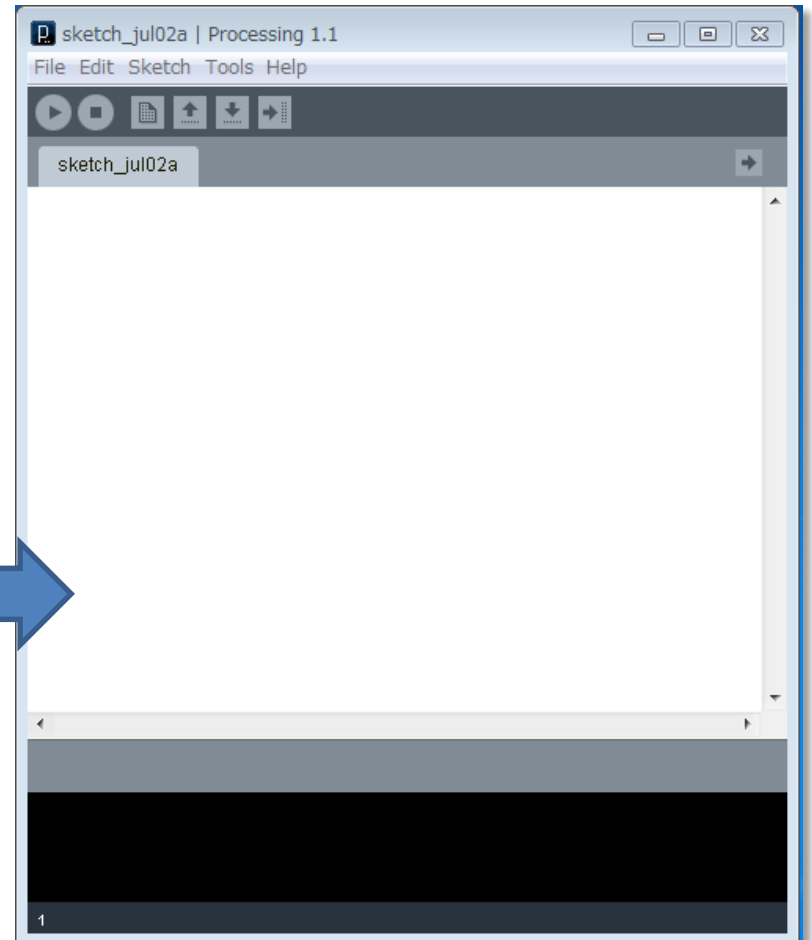 sketch_jul02a | Processing 1.1
File Edit Sketch Tools Help
sketch_jul02a
1